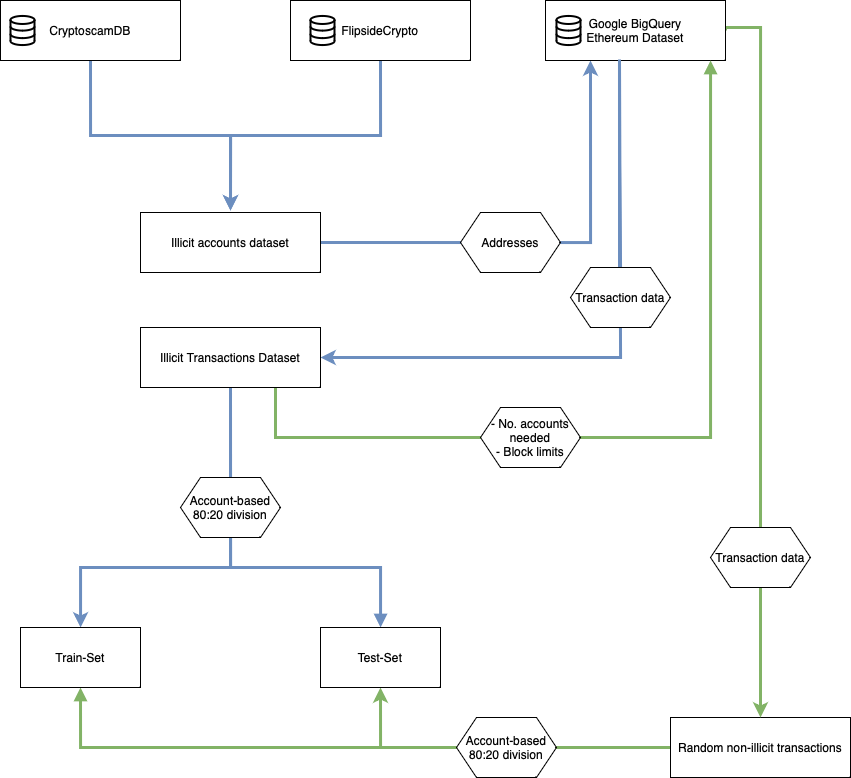 CryptoscamDB
FlipsideCrypto
Google BigQuery
Ethereum Dataset
Illicit accounts dataset
Addresses
Transaction data
Illicit Transactions Dataset
- No. accounts
needed
- Block limits
Account-based
80:20 division
Transaction data
Train-Set
Test-Set
Account-based
80:20 division
Random non-illicit transactions